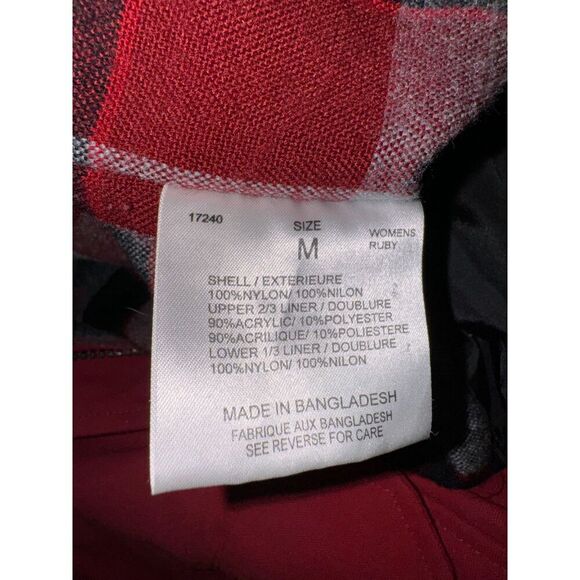 17240
SIZE
M
WOMENS
RUBY
SHELL / EXTERIEURE
100%NYLON/ 100%NILON
UPPER 2/3 LINER / DOUBLURE
90%ACRYLIC/ 10%POLYESTER
90%ACRILIQUE/ 10%POLIESTERE
LOWER 1/3 LINER / DOUBLURE
100%NYLON/ 100%NILON
MADE IN BANGLADESH
FABRIQUE AUX BANGLADESH
SEE REVERSE FOR CARE